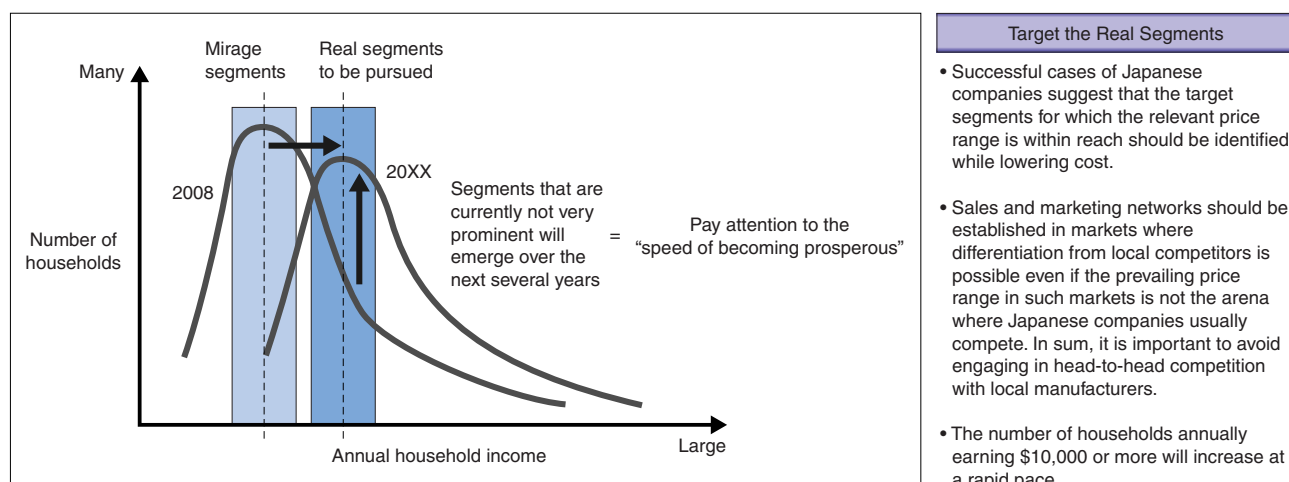 Mirage
segments
Real segments
to be pursued
Many
2008
20XX
Number of
households
Segments that are
currently not very
prominent will
emerge over the
next several years
=
Pay attention to the
“speed of becoming prosperous”
Large
Annual household income
Target the Real Segments
• Successful cases of Japanese
companies suggest that the target
segments for which the relevant price
range is within reach should be identified
while lowering cost.
• Sales and marketing networks should be
established in markets where
differentiation from local competitors is
possible even if the prevailing price
range in such markets is not the arena
where Japanese companies usually
compete. In sum, it is important to avoid
engaging in head-to-head competition
with local manufacturers.
• The number of households annually
earning $10,000 or more will increase at
a rapid pace